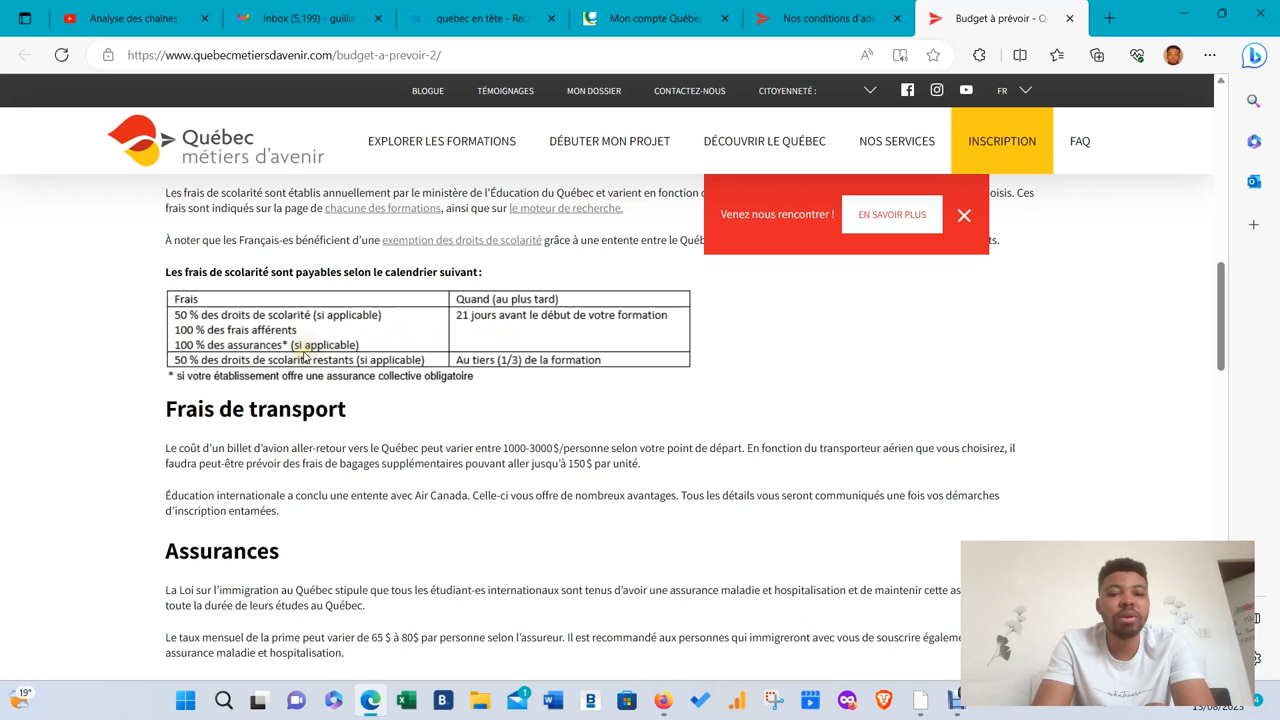 Analyse des chaînes
Inbox (5,199) - guilla
quebec en tête - Rec
Mon compte Québec
Nos conditions d'adm
Budget à prévoir - Qu
https://www.quebecmetiersdavenir.com/budget-a-prevoir-2/
BLOGUE TÉMOIGNAGES MON DOSSIER CONTACTEZ-NOUS CITOYENNETÉ : FR
Québec
métiers d'avenir
EXPLORER LES FORMATIONS DÉBUTER MON PROJET DÉCOUVRIR LE QUÉBEC NOS SERVICES INSCRIPTION FAQ
Les frais de scolarité sont établis annuellement par le ministère de l'Éducation du Québec et varient en fonction d
oisis. Ces
frais sont indiqués sur la page de chacune des formations, ainsi que sur le moteur de recherche.
Venez nous rencontrer ! EN SAVOIR PLUS
À noter que les Français-es bénéficient d'une exemption des droits de scolarité grâce à une entente entre le Québ
ts.
Les frais de scolarité sont payables selon le calendrier suivant :
Frais Quand (au plus tard)
50 % des droits de scolarité (si applicable) 21 jours avant le début de votre formation
100 % des frais afférents
100 % des assurances* (si applicable)
50 % des droits de scolarité restants (si applicable) Au tiers (1/3) de la formation
* si votre établissement offre une assurance collective obligatoire
Frais de transport
Le coût d'un billet d'avion aller-retour vers le Québec peut varier entre 1000-3000 $/personne selon votre point de départ. En fonction du transporteur aérien que vous choisirez, il
faudra peut-être prévoir des frais de bagages supplémentaires pouvant aller jusqu'à 150 $ par unité.
Éducation internationale a conclu une entente avec Air Canada. Celle-ci vous offre de nombreux avantages. Tous les détails vous seront communiqués une fois vos démarches
d'inscription entamées.
Assurances
La Loi sur l'immigration au Québec stipule que tous les étudiant-es internationaux sont tenus d'avoir une assurance maladie et hospitalisation et de maintenir cette as
toute la durée de leurs études au Québec.
Le taux mensuel de la prime peut varier de 65 $ à 80$ par personne selon l'assureur. Il est recommandé aux personnes qui immigreront avec vous de souscrire égaleme
assurance maladie et hospitalisation.
19°
1
15/08/2023